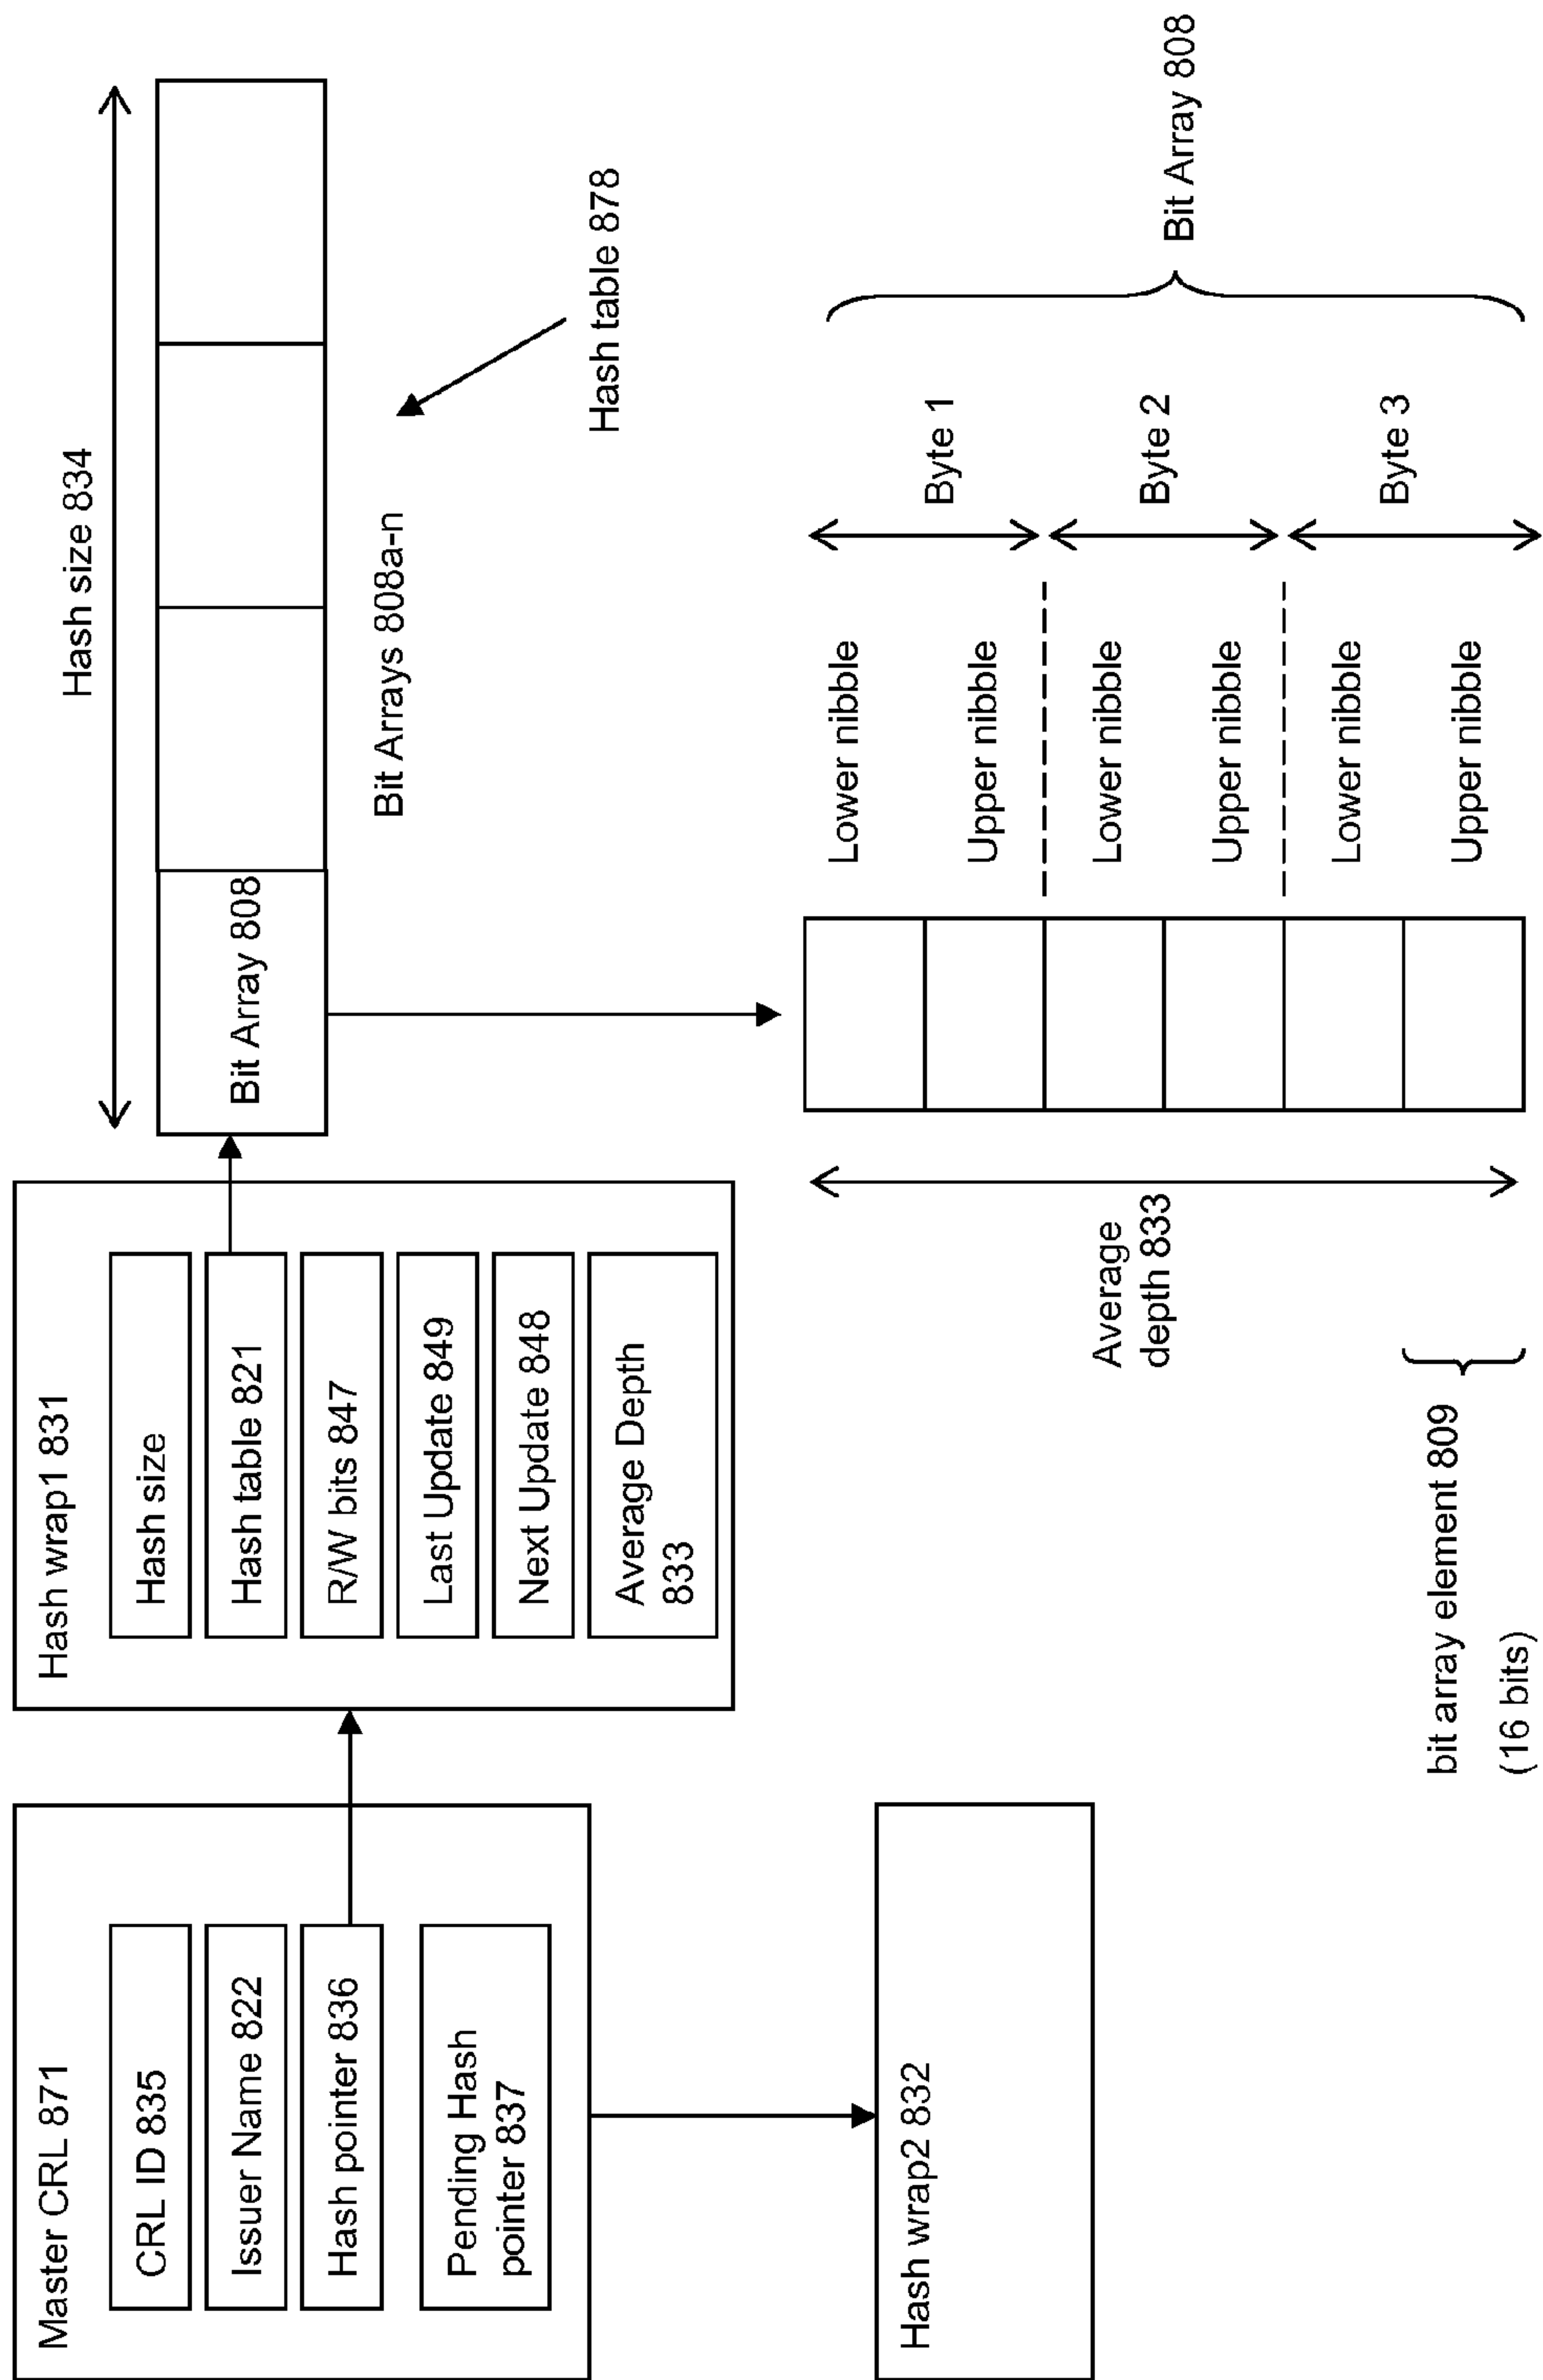 Master CRL 871
CRL ID 835
Issuer Name 822
Hash pointer 836
Pending Hash
pointer 837
Hash wrap2 832
Hash wrap1 831
Hash size
Hash table 821
R/W bits 847
Last Update 849
Next Update 848
Average Depth
833
Hash size 834
Bit Array 808
Bit Arrays 808a-n
Hash table 878
Average
depth 833
bit array element 809
(16 bits)
Lower nibble
Upper nibble
Lower nibble
Upper nibble
Lower nibble
Upper nibble
Byte 1
Byte 2
Byte 3
Bit Array 808